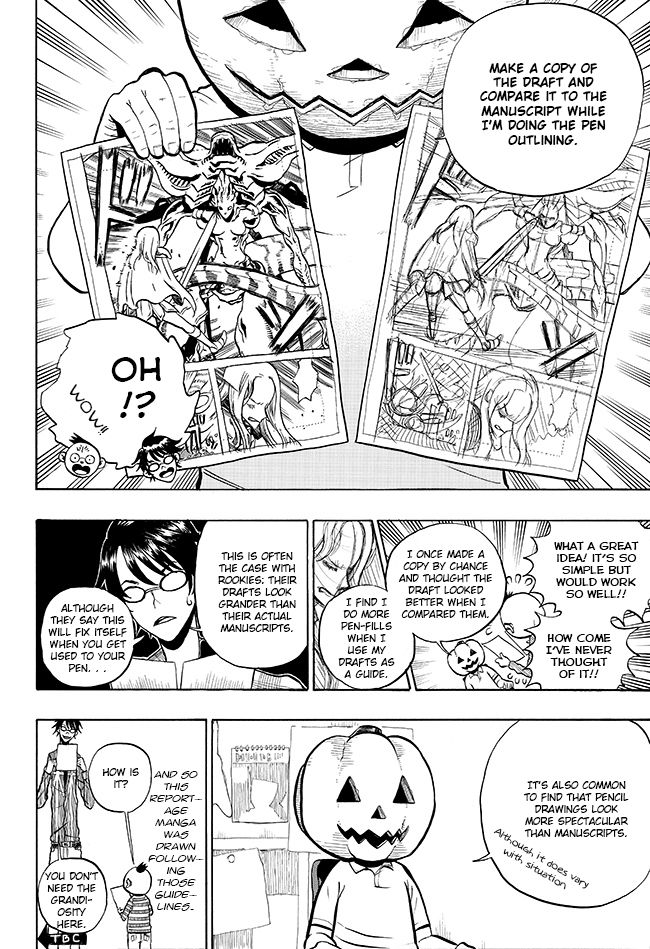 MAKE A COPY OF
THE DRAFT AND
COMPARE IT TO THE
MANUSCRIPT WHILE
I'M DOING THE PEN
OUTLINING.
OH
!?
WOW!!
WHAT A GREAT
IDEA! IT'S SO
SIMPLE BUT
WOULD WORK
SO WELL!!
HOW COME
I'VE NEVER
THOUGHT
OF IT!!
I ONCE MADE
A COPY BY
CHANCE AND
THOUGHT THE
DRAFT LOOKED
BETTER WHEN I
COMPARED THEM.
I FIND I
DO MORE
PEN-FILLS
WHEN I
USE MY
DRAFTS AS
A GUIDE.
THIS IS OFTEN
THE CASE WITH
ROOKIES: THEIR
DRAFTS LOOK
GRANDER THAN
THEIR ACTUAL
MANUSCRIPTS.
ALTHOUGH
THEY SAY THIS
WILL FIX ITSELF
WHEN YOU GET
USED TO YOUR
PEN. . .
IT'S ALSO COMMON
TO FIND THAT PENCIL
DRAWINGS LOOK
MORE SPECTACULAR
THAN MANUSCRIPTS.
Although, it does vary
with situation
AND SO
THIS
REPORT-
AGE
MANGA
WAS
DRAWN
FOLLOW-
ING
THOSE
GUIDE-
LINES..
HOW IS
IT?
YOU DON'T
NEED THE
GRANDI-
OSITY
HERE.
TBC